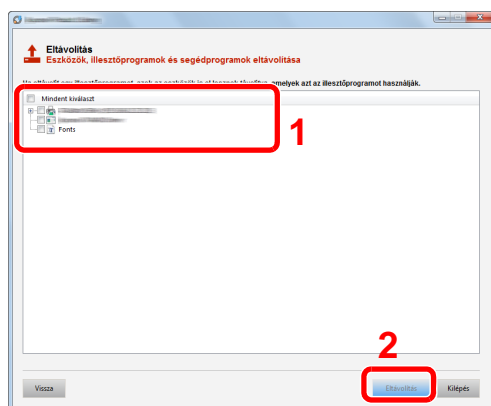 Eltávolítás
Eszközök, illesztőprogramok és segédprogramok eltávolítása
amelyek azt az illesztőprogramot használják.
Mindent kiválaszt
Fonts
1
2
Vissza
Eltávolítás
Kilépés